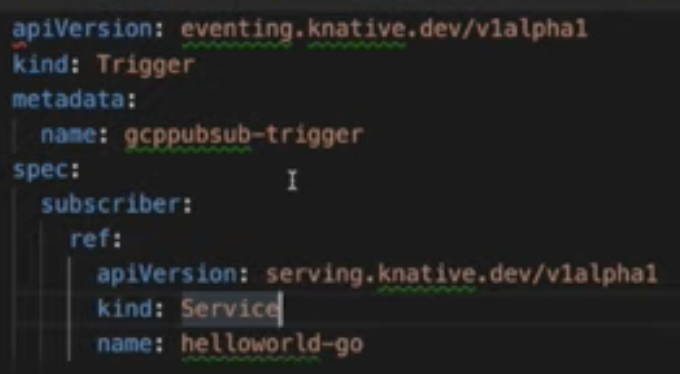 apiVersion: eventing.knative.dev/v1alpha1
kind: Trigger
metadata:
  name: gcppubsub-trigger
spec:
  subscriber:
    ref:
      apiVersion: serving.knative.dev/v1alpha1
      kind: Service
      name: helloworld-go